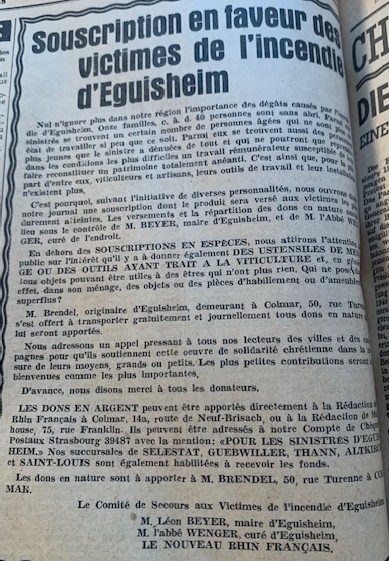 Souscription en faveur des
victimes de l'incendie
d'Eguisheim
Nul n'ignore plus dans notre région l'importance des dégâts causés par
die d'Eguisheim. Onze familles, c. à d. 40 personnes sont sans abri. Parmi
sinistrés se trouvent un certain nombre de personnes âgées qui ne sont plus
état de travailler si peu que ce soit. Parmi eux se trouvent aussi des
plus jeunes que le sinistre a dénuées de tout et qui ne pourront que
dans les conditions les plus difficiles un travail rémunérateur susceptible de
faire reconstituer un patrimoine totalement anéanti. C'est ainsi que, pour la
part d'entre eux, viticulteurs et artisans, leurs outils de travail et leur
n'existent plus.
C'est pourquoi, suivant l'initiative de diverses personnalités, nous ouvrons
notre journal une souscription dont le produit sera versé aux victimes les
durement atteintes. Les versements et la répartition des dons en nature
lieu sous le contrôle de M. BEYER, maire d'Eguisheim, et de M. l'Abbé
GER, curé de l'endroit.
En dehors des SOUSCRIPTIONS EN ESPECES, nous attirons l'attention
public sur l'intérêt qu'il y a à donner également DES USTENSILES DE
GE OU DES OUTILS AYANT TRAIT A LA VITICULTURE et, en
tous objets pouvant être utiles à des êtres qui n'ont plus rien. Qui ne
effet, dans son ménage, des objets ou des pièces d'habillement ou d'ameublement
superflus?
M. Brendel, originaire d'Eguisheim, demeurant à Colmar, 50, rue Turenne
s'est offert à transporter gratuitement et journellement tous dons en nature
lui seront apportés.
Nous adressons un appel pressant à tous nos lecteurs des villes et des
pagnes pour qu'ils soutiennent cette oeuvre de solidarité chrétienne dans la
sure de leurs moyens, grands ou petits. Les plus petites contributions seront
bienvenues comme les plus importantes.
D'avance, nous disons merci à tous les donateurs.
LES DONS EN ARGENT peuvent être apportés directement à la Rédaction
Rhin Français à Colmar, 14a, route de Neuf-Brisach, ou à la Rédaction de
house, 75, rue Franklin. Ils peuvent être adressés à notre Compte de Chèques
Postaux Strasbourg 39487 avec la mention: «POUR LES SINISTRÉS D'EGUIS
HEIM.» Nos succursales de SELESTAT, GUEBWILLER, THANN, ALTKIRCH
et SAINT-LOUIS sont également habilitées à recevoir les fonds.
Les dons en nature sont à apporter à M. BRENDEL, 50, rue Turenne à COL
MAR.
Le Comité de Secours aux Victimes de l'incendie d'Eguisheim
M. Léon BEYER, maire d'Eguisheim,
M. l'abbé WENGER, curé d'Eguisheim,
LE NOUVEAU RHIN FRANÇAIS.
CH
DIE
EINE